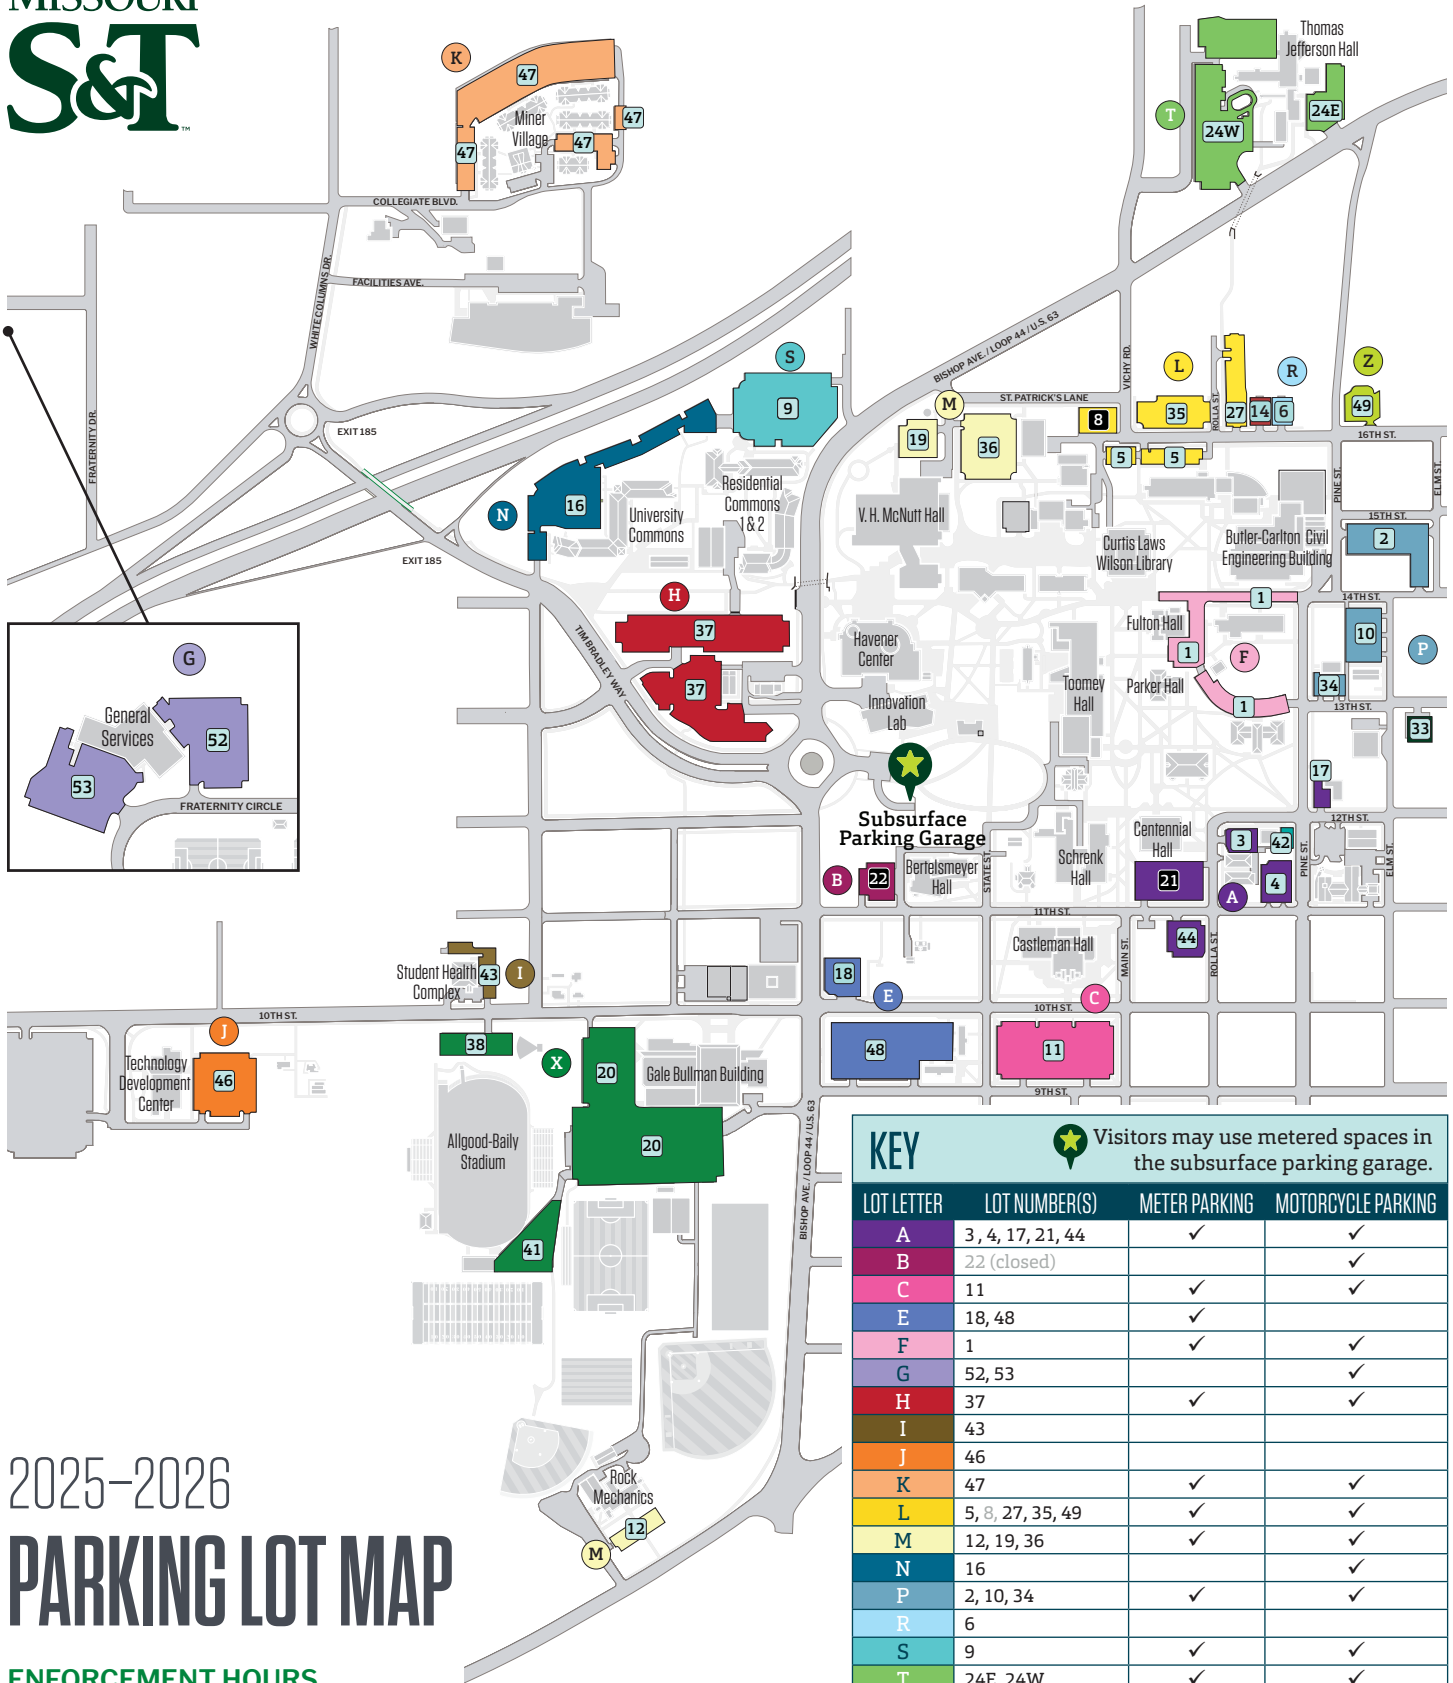 MISSOURI
S&T
TM
K
47
47
47
47
Miner
Village
COLLEGIATE BLVD.
FACILITIES AVE.
WHITE COLUMNS DR.
FRATERNITY DR.
EXIT 185
EXIT 185
T
24W
24E
Thomas
Jefferson Hall
BISHOP AVE. / LOOP 44 / U.S. 63
VICHY RD.
S
9
M
19
36
ST. PATRICK'S LANE
8
L
35
ROLLA ST.
27
14
6
R
Z
49
16TH ST.
5
5
N
16
University
Commons
Residential
Commons
1 & 2
V. H. McNutt Hall
Curtis Laws
Wilson Library
Butler-Carlton Civil
Engineering Building
PINE ST.
ELM ST.
15TH ST.
2
14TH ST.
H
37
37
TIM BRADLEY WAY
Havener
Center
Innovation
Lab
Toomey
Hall
Fulton Hall
Parker Hall
1
1
1
F
10
P
34
13TH ST.
33
17
G
General
Services
52
53
FRATERNITY CIRCLE
Subsurface
Parking Garage
B
22
Bertelsmeyer
Hall
STATE ST.
Schrenk
Hall
Centennial
Hall
21
3
42
4
A
12TH ST.
PINE ST.
ELM ST.
11TH ST.
Castleman Hall
MAIN ST.
44
ROLLA ST.
Student Health
Complex
43
I
18
E
C
10TH ST.
10TH ST.
J
Technology
Development
Center
46
38
X
20
20
Gale Bullman Building
48
11
9TH ST.
Allgood-Baily
Stadium
41
BISHOP AVE. / LOOP 44 / U.S. 63
Rock
Mechanics
12
M
KEY
Visitors may use metered spaces in
the subsurface parking garage.
LOT LETTER LOT NUMBER(S) METER PARKING MOTORCYCLE PARKING
A 3, 4, 17, 21, 44 ✓ ✓
B 22 (closed) ✓
C 11 ✓ ✓
E 18, 48 ✓
F 1 ✓ ✓
G 52, 53 ✓
H 37 ✓ ✓
I 43
J 46
K 47 ✓ ✓
L 5, 8, 27, 35, 49 ✓ ✓
M 12, 19, 36 ✓ ✓
N 16 ✓
P 2, 10, 34 ✓ ✓
R 6
S 9 ✓ ✓
T 24E, 24W ✓ ✓
2025–2026
PARKING LOT MAP
ENFORCEMENT HOURS